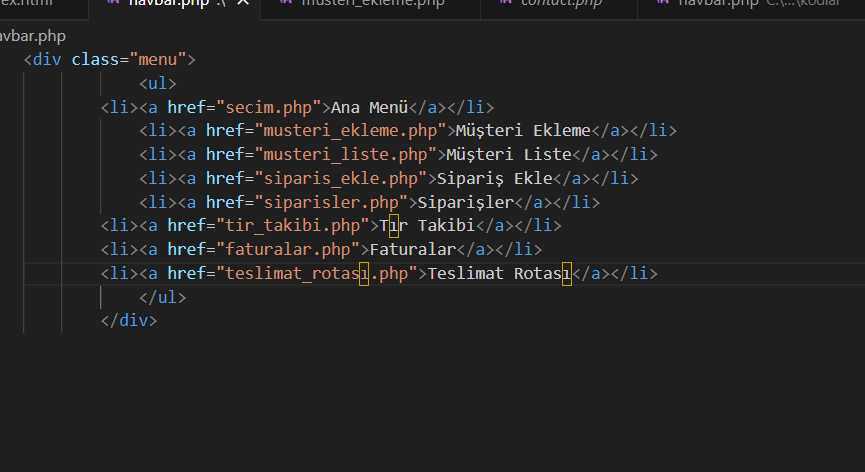 navbar.php
musteri_ekleme.php
contact.php
navbar.php C:\...\kodlar
avbar.php
<div class="menu">
<ul>
<li><a href="secim.php">Ana Menü</a></li>
<li><a href="musteri_ekleme.php">Müşteri Ekleme</a></li>
<li><a href="musteri_liste.php">Müşteri Liste</a></li>
<li><a href="siparis_ekle.php">Sipariş Ekle</a></li>
<li><a href="siparisler.php">Siparişler</a></li>
<li><a href="tir_takibi.php">Tır Takibi</a></li>
<li><a href="faturalar.php">Faturalar</a></li>
<li><a href="teslimat_rotası.php">Teslimat Rotası</a></li>
</ul>
</div>